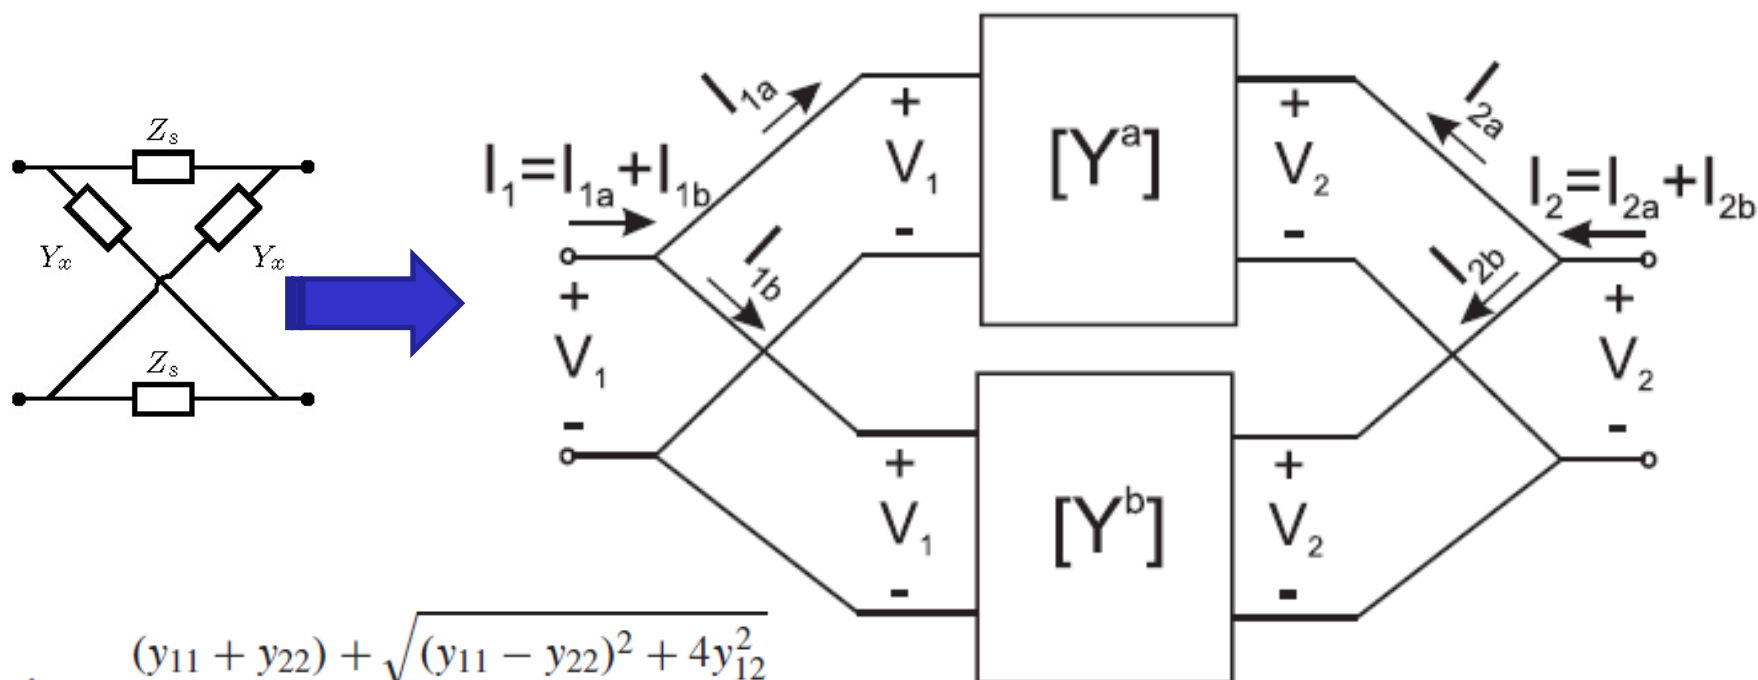 Z_s
Y_x
Y_x
Z_s
I_1=I_1a+I_1b
I_1a
I_1b
+
V_1
-
+
V_1
-
[Y^a]
+
V_2
-
I_2a
I_2=I_2a+I_2b
I_2b
+
V_2
-
+
V_1
-
[Y^b]
+
V_2
-
(y_11 + y_22) + √((y_11 − y_22)^2 + 4y_12^2)